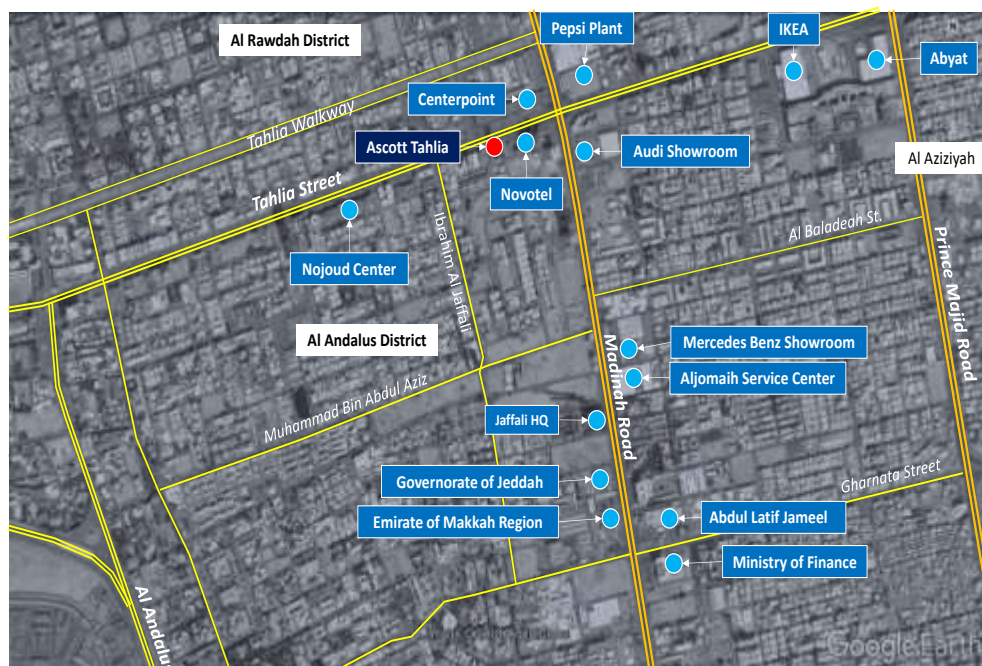 Al Rawdah District
Pepsi Plant
IKEA
Abyat
Centerpoint
Tahlia Walkway
Ascott Tahlia
Audi Showroom
Al Aziziyah
Novotel
Tahlia Street
Nojoud Center
Ibrahim Al Jaffali
Al Baladeah St.
Prince Majid Road
Al Andalus District
Madinah Road
Mercedes Benz Showroom
Aljomaih Service Center
Muhammad Bin Abdul Aziz
Jaffali HQ
Governorate of Jeddah
Gharnata Street
Emirate of Makkah Region
Abdul Latif Jameel
Ministry of Finance
Al Andalus
Google Earth